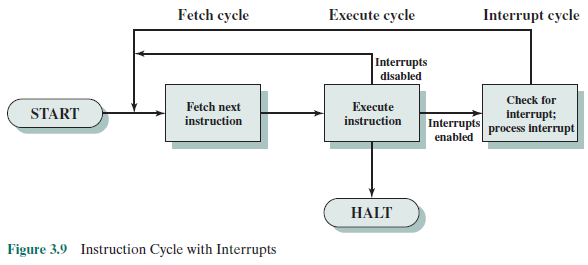 Fetch cycle
Execute cycle
Interrupt cycle
Interrupts
disabled
START
Fetch next
instruction
Execute
instruction
Interrupts
enabled
Check for
interrupt;
process interrupt
HALT
Figure 3.9 Instruction Cycle with Interrupts